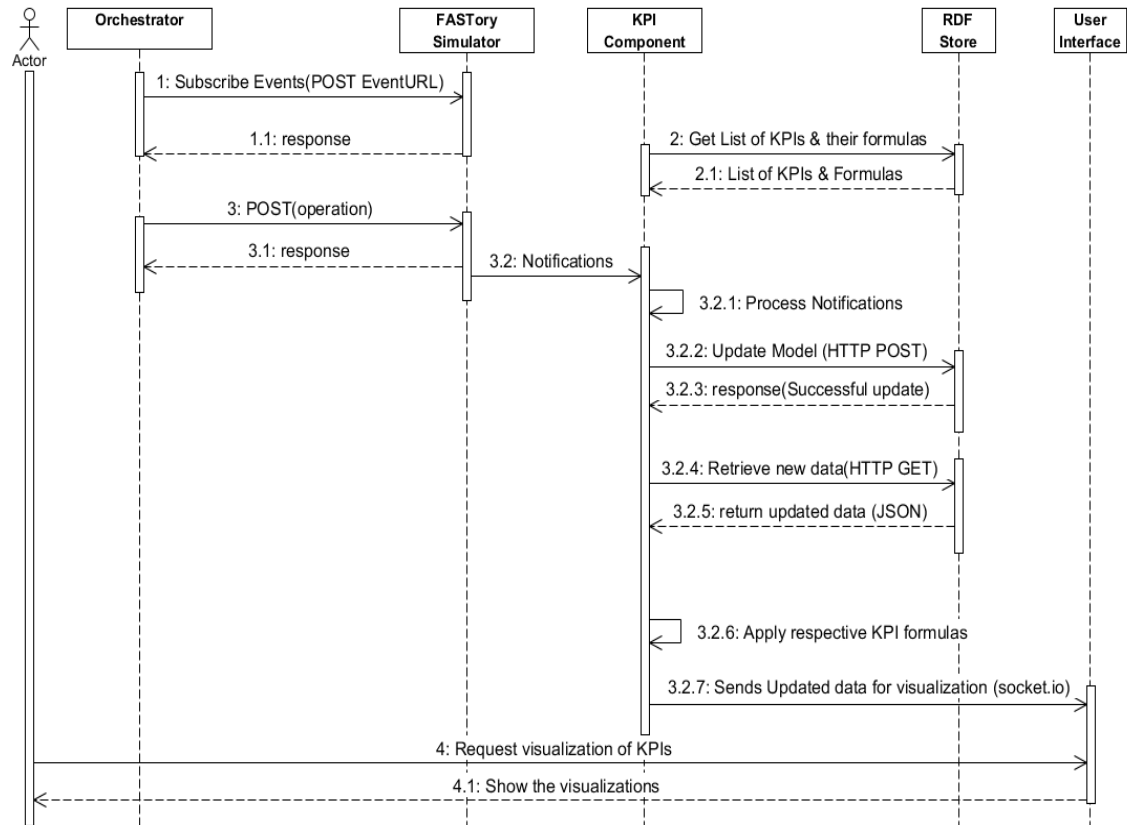 Orchestrator
FASTory
Simulator
KPI
Component
RDF
Store
User
Interface
Actor
1: Subscribe Events(POST EventURL)
1.1: response
2: Get List of KPIs & their formulas
2.1: List of KPIs & Formulas
3: POST(operation)
3.1: response
3.2: Notifications
3.2.1: Process Notifications
3.2.2: Update Model (HTTP POST)
3.2.3: response(Successful update)
3.2.4: Retrieve new data(HTTP GET)
3.2.5: return updated data (JSON)
3.2.6: Apply respective KPI formulas
3.2.7: Sends Updated data for visualization (socket.io)
4: Request visualization of KPIs
4.1: Show the visualizations